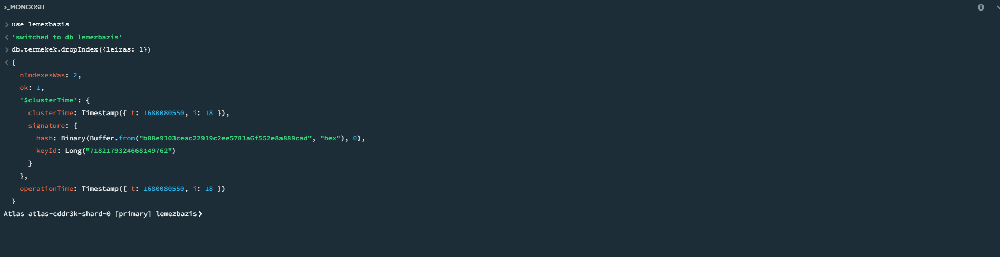 >_MONGOSH
> use lemezbazis
< 'switched to db lemezbazis'
> db.termekek.dropIndex({leiras: 1})
< {
nIndexesWas: 2,
ok: 1,
'$clusterTime': {
clusterTime: Timestamp({ t: 1680080550, i: 18 }),
signature: {
hash: Binary(Buffer.from("b88e9103ceac22919c2ee5781a6f552e8a889cad", "hex"), 0),
keyId: Long("7182179324668149762")
}
},
operationTime: Timestamp({ t: 1680080550, i: 18 })
}
Atlas atlas-cddr3k-shard-0 [primary] lemezbazis> _